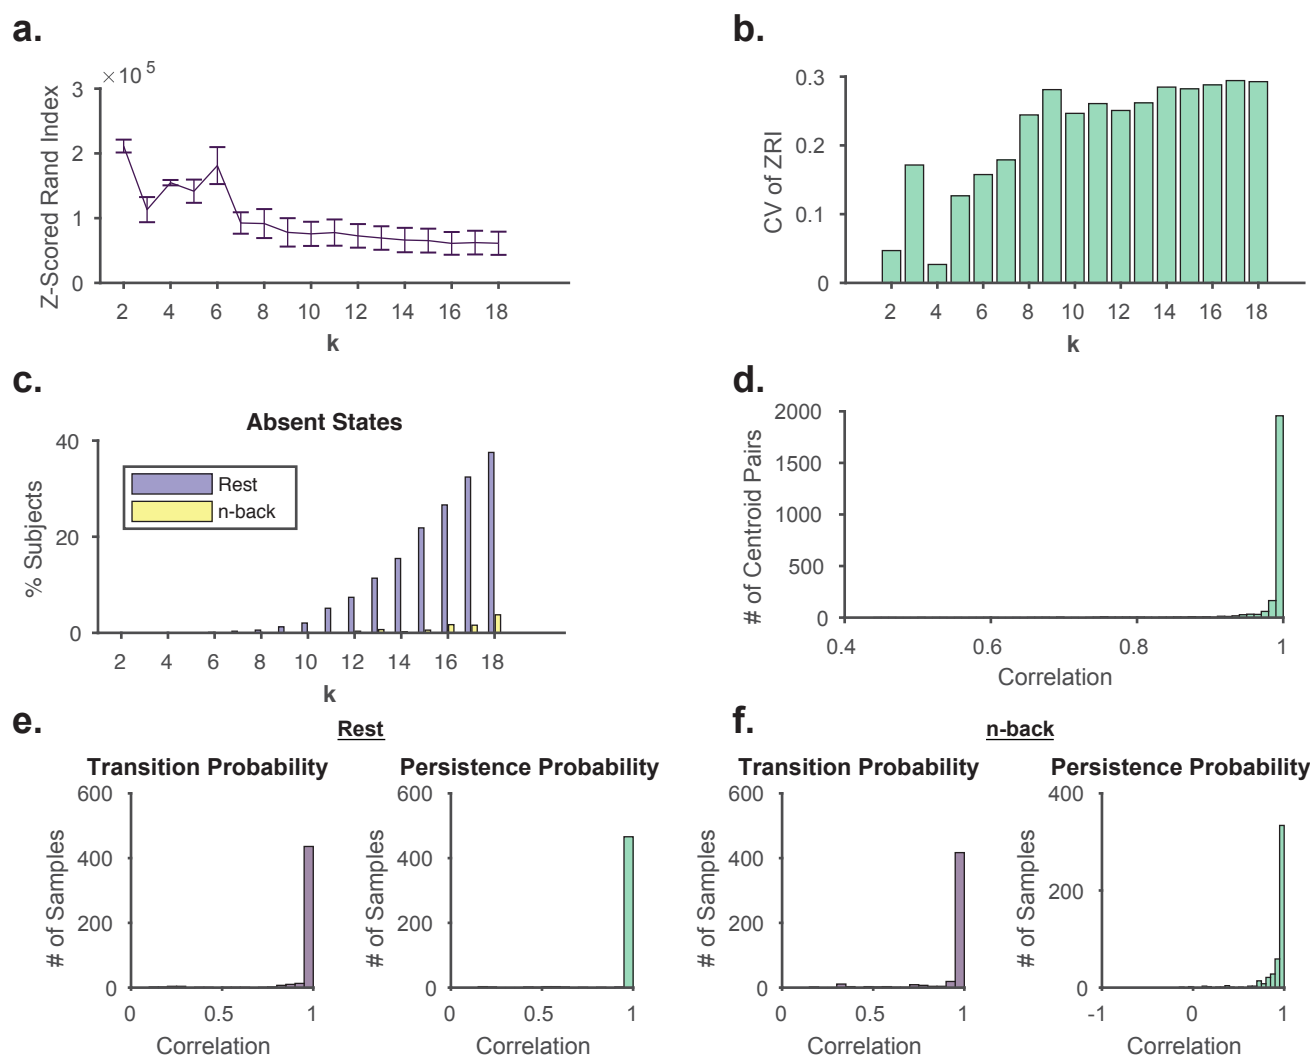 a.
×10 5
3
2
1
0
Z-Scored Rand Index
2 4 6 8 10 12 14 16 18
k
b.
0.3
0.2
0.1
0
CV of ZRI
2 4 6 8 10 12 14 16 18
k
c.
Absent States
40
20
0
% Subjects
Rest
n-back
2 4 6 8 10 12 14 16 18
k
d.
2000
1500
1000
500
0
# of Centroid Pairs
0.4 0.6 0.8 1
Correlation
e.
Rest
Transition Probability
600
400
200
0
# of Samples
0 0.5 1
Correlation
Persistence Probability
600
400
200
0
# of Samples
0 0.5 1
Correlation
f.
n-back
Transition Probability
600
400
200
0
# of Samples
0 0.5 1
Correlation
Persistence Probability
400
200
0
# of Samples
-1 0 1
Correlation